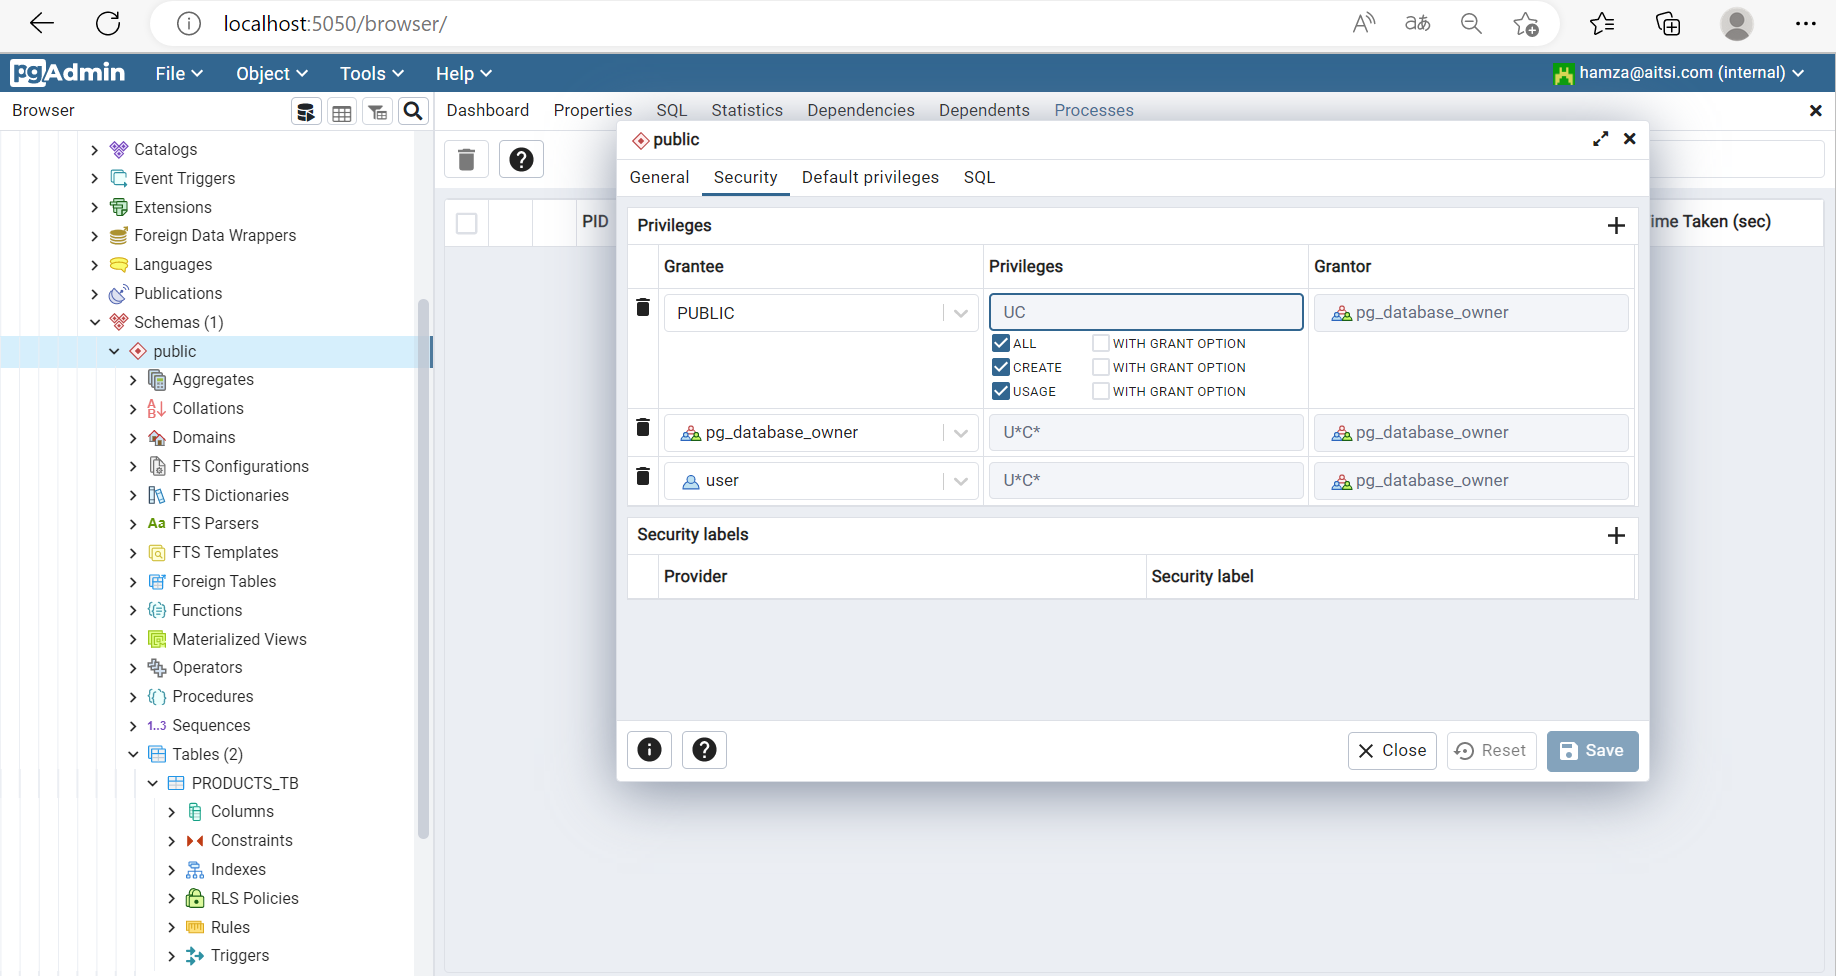 localhost:5050/browser/
pgAdmin File Object Tools Help hamza@aitsi.com (internal)
Browser
Dashboard Properties SQL Statistics Dependencies Dependents Processes
Catalogs
Event Triggers
Extensions
Foreign Data Wrappers
Languages
Publications
Schemas (1)
public
Aggregates
Collations
Domains
FTS Configurations
FTS Dictionaries
Aa FTS Parsers
FTS Templates
Foreign Tables
Functions
Materialized Views
Operators
Procedures
1..3 Sequences
Tables (2)
PRODUCTS_TB
Columns
Constraints
Indexes
RLS Policies
Rules
Triggers
PID
ime Taken (sec)
public
General Security Default privileges SQL
Privileges
Grantee Privileges Grantor
PUBLIC UC pg_database_owner
ALL WITH GRANT OPTION
CREATE WITH GRANT OPTION
USAGE WITH GRANT OPTION
pg_database_owner U*C* pg_database_owner
user U*C* pg_database_owner
Security labels
Provider Security label
Close Reset Save